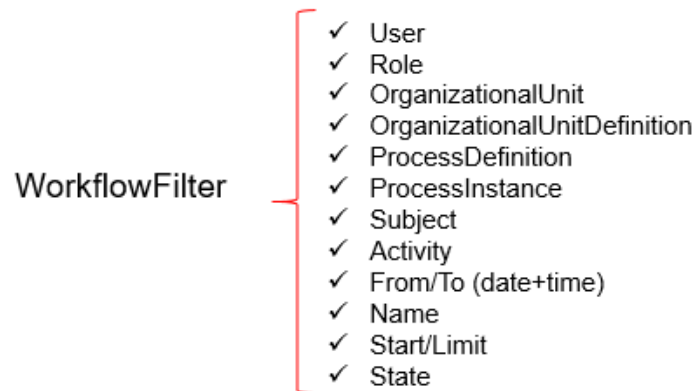 WorkflowFilter
✓ User
✓ Role
✓ OrganizationalUnit
✓ OrganizationalUnitDefinition
✓ ProcessDefinition
✓ ProcessInstance
✓ Subject
✓ Activity
✓ From/To (date+time)
✓ Name
✓ Start/Limit
✓ State